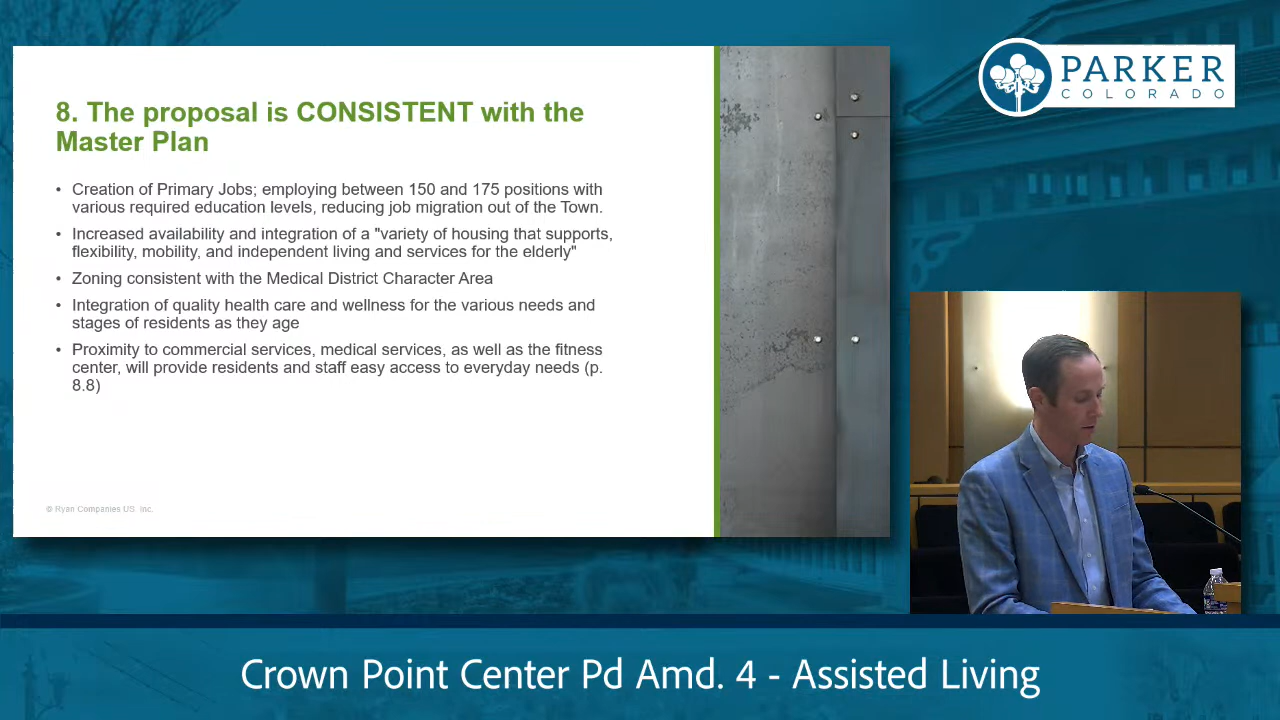 8. The proposal is CONSISTENT with the
Master Plan
• Creation of Primary Jobs; employing between 150 and 175 positions with
various required education levels, reducing job migration out of the Town.
• Increased availability and integration of a "variety of housing that supports,
flexibility, mobility, and independent living and services for the elderly"
• Zoning consistent with the Medical District Character Area
• Integration of quality health care and wellness for the various needs and
stages of residents as they age
• Proximity to commercial services, medical services, as well as the fitness
center, will provide residents and staff easy access to everyday needs (p.
8.8)
© Ryan Companies US, Inc.
PARKER
COLORADO
Crown Point Center Pd Amd. 4 - Assisted Living